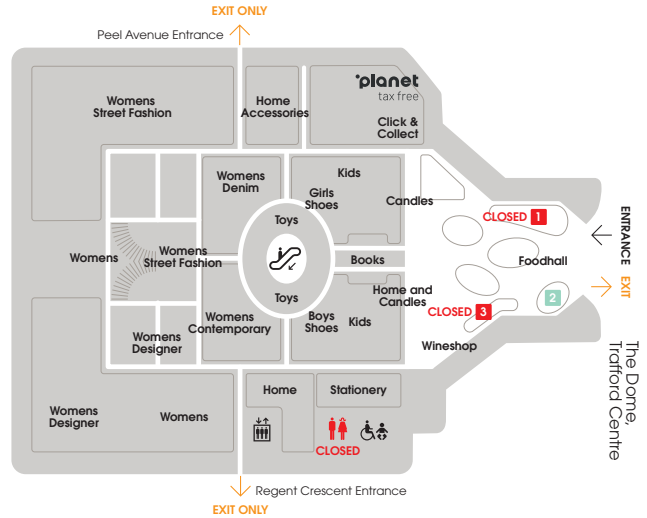 EXIT ONLY
Peel Avenue Entrance
Womens
Street Fashion
Home
Accessories
planet
tax free
Click &
Collect
Womens
Denim
Kids
Girls
Shoes
Candles
CLOSED 1
ENTRANCE
Toys
Womens
Womens
Street Fashion
Books
Foodhall
EXIT
Toys
Home and
Candles
2
Womens
Contemporary
Boys
Shoes
Kids
CLOSED 3
Womens
Designer
Wineshop
The Dome,
Trafford Centre
Home
Stationery
Womens
Designer
Womens
CLOSED
Regent Crescent Entrance
EXIT ONLY